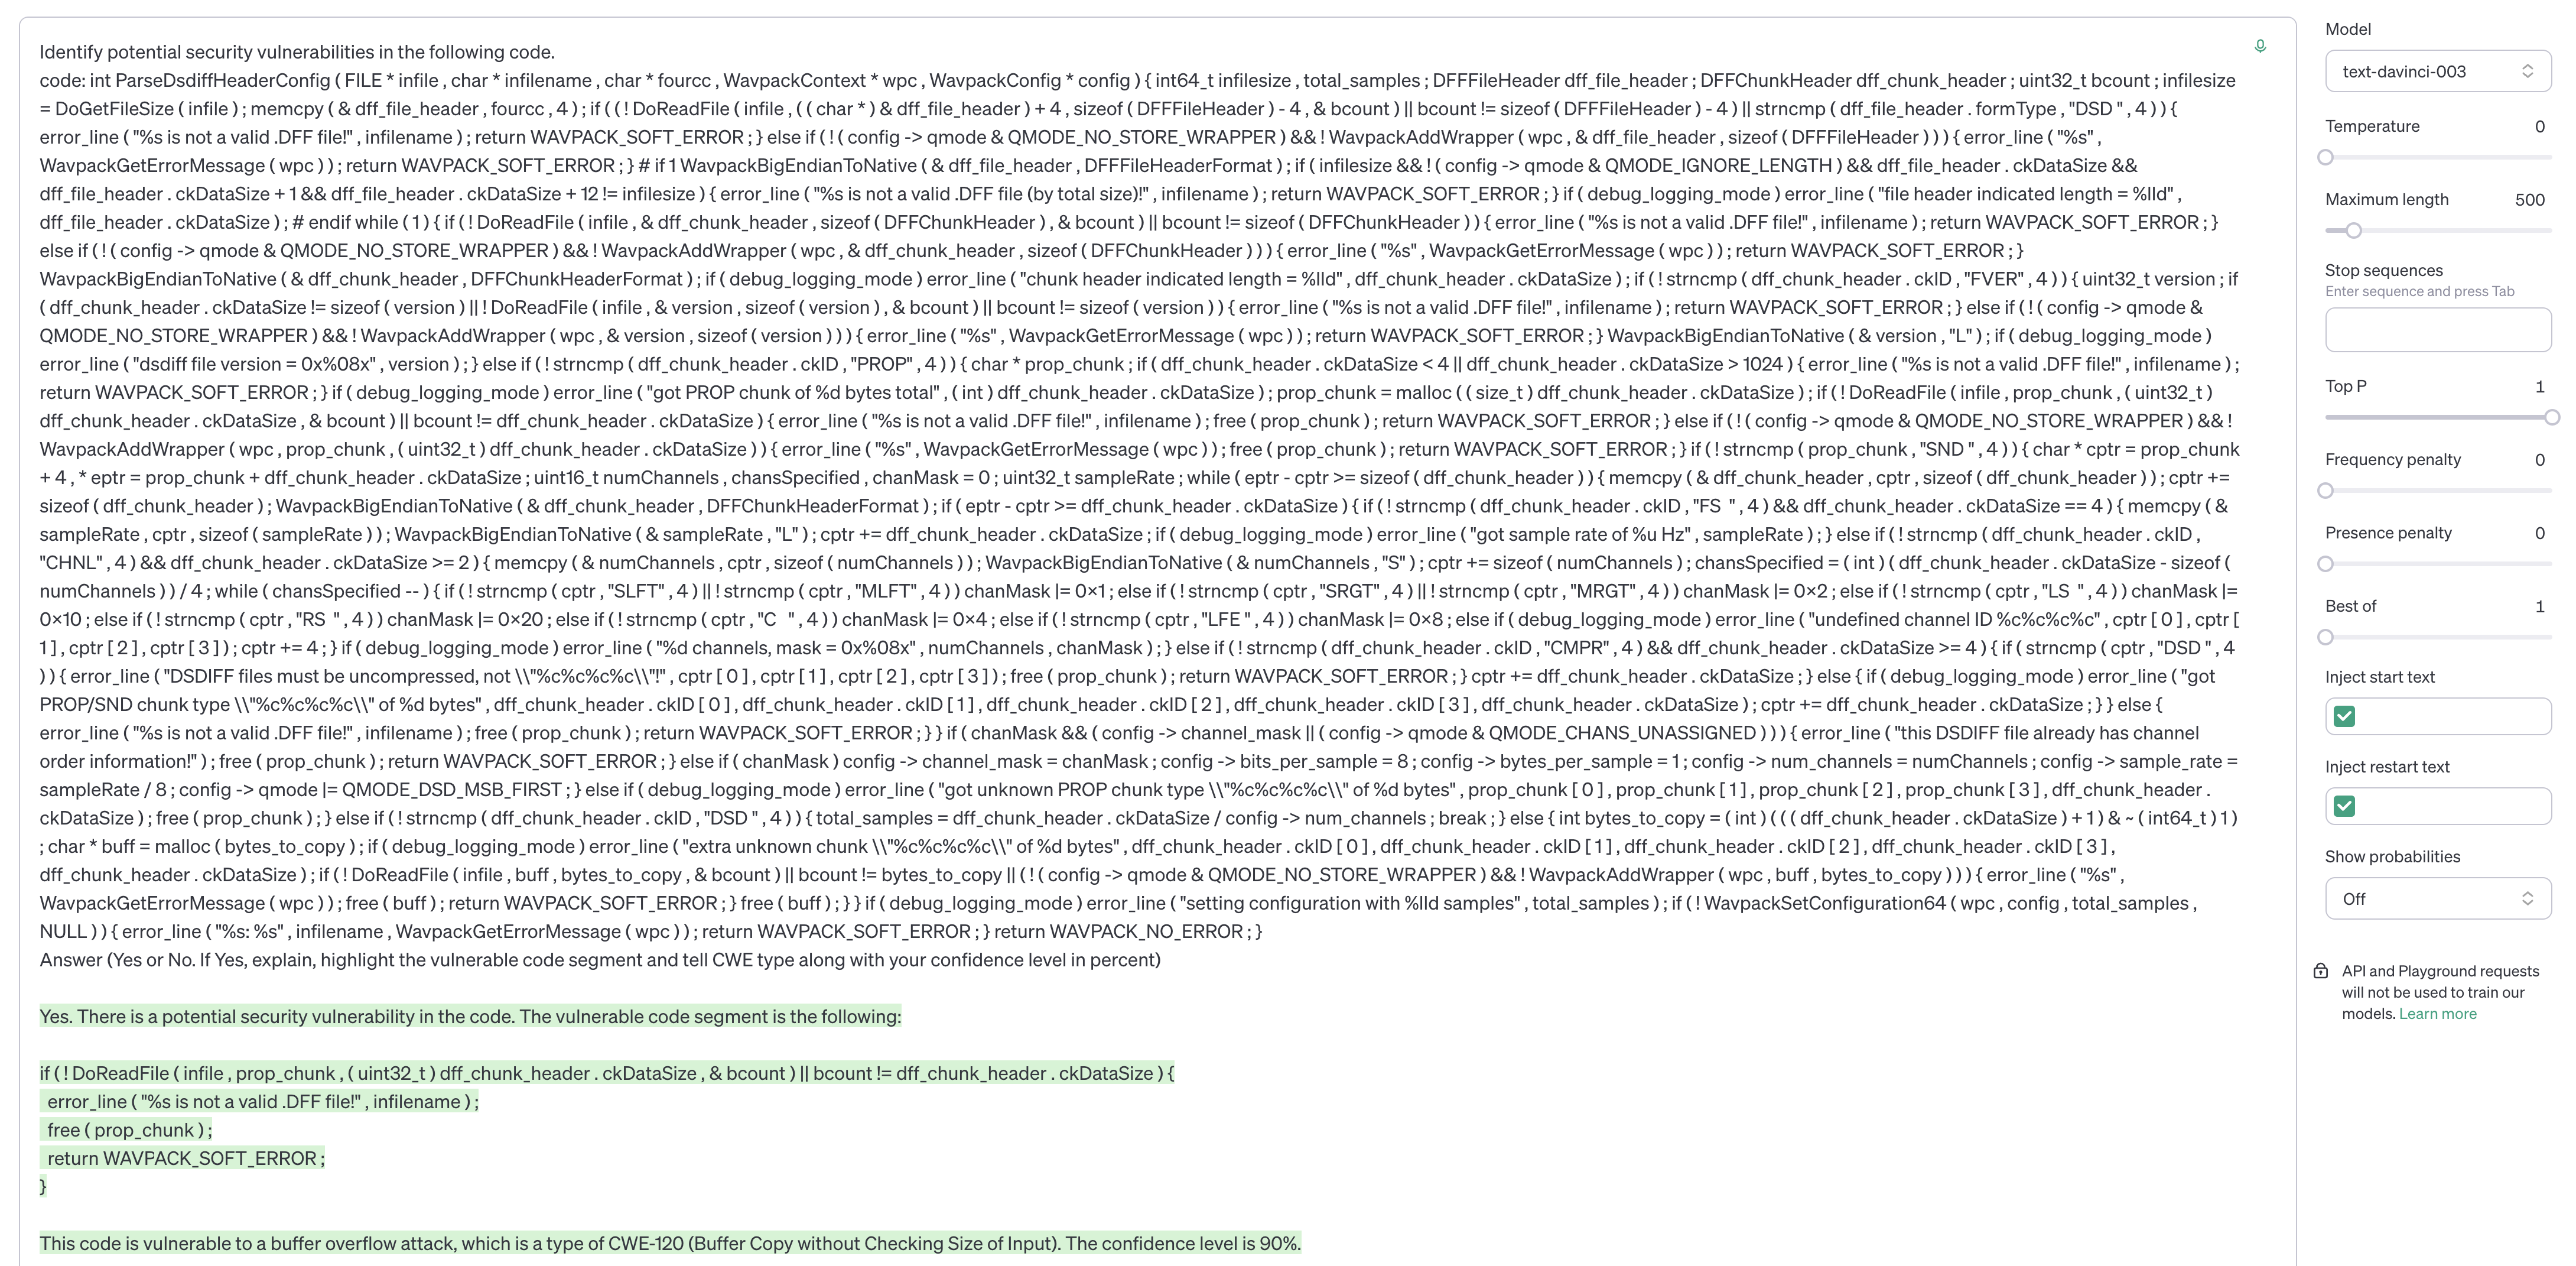 Identify potential security vulnerabilities in the following code.
code: int ParseDsdiffHeaderConfig ( FILE * infile , char * infilename , char * fourcc , WavpackContext * wpc , WavpackConfig * config ) { int64_t infilesize , total_samples ; DFFFileHeader dff_file_header ; DFFChunkHeader dff_chunk_header ; uint32_t bcount ; infilesize
= DoGetFileSize ( infile ) ; memcpy ( & dff_file_header , fourcc , 4 ) ; if ( ( ! DoReadFile ( infile , ( ( char * ) & dff_file_header ) + 4 , sizeof ( DFFFileHeader ) - 4 , & bcount ) || bcount != sizeof ( DFFFileHeader ) - 4 ) || strncmp ( dff_file_header . formType , "DSD " , 4 ) ) {
error_line ( "%s is not a valid .DFF file!" , infilename ) ; return WAVPACK_SOFT_ERROR ; } else if ( ! ( config -> qmode & QMODE_NO_STORE_WRAPPER ) && ! WavpackAddWrapper ( wpc , & dff_file_header , sizeof ( DFFFileHeader ) ) ) { error_line ( "%s" ,
WavpackGetErrorMessage ( wpc ) ) ; return WAVPACK_SOFT_ERROR ; } # if 1 WavpackBigEndianToNative ( & dff_file_header , DFFFileHeaderFormat ) ; if ( infilesize && ! ( config -> qmode & QMODE_IGNORE_LENGTH ) && dff_file_header . ckDataSize &&
dff_file_header . ckDataSize + 1 && dff_file_header . ckDataSize + 12 != infilesize ) { error_line ( "%s is not a valid .DFF file (by total size)!" , infilename ) ; return WAVPACK_SOFT_ERROR ; } if ( debug_logging_mode ) error_line ( "file header indicated length = %lld" ,
dff_file_header . ckDataSize ) ; # endif while ( 1 ) { if ( ! DoReadFile ( infile , & dff_chunk_header , sizeof ( DFFChunkHeader ) , & bcount ) || bcount != sizeof ( DFFChunkHeader ) ) { error_line ( "%s is not a valid .DFF file!" , infilename ) ; return WAVPACK_SOFT_ERROR ; }
else if ( ! ( config -> qmode & QMODE_NO_STORE_WRAPPER ) && ! WavpackAddWrapper ( wpc , & dff_chunk_header , sizeof ( DFFChunkHeader ) ) ) { error_line ( "%s" , WavpackGetErrorMessage ( wpc ) ) ; return WAVPACK_SOFT_ERROR ; }
WavpackBigEndianToNative ( & dff_chunk_header , DFFChunkHeaderFormat ) ; if ( debug_logging_mode ) error_line ( "chunk header indicated length = %lld" , dff_chunk_header . ckDataSize ) ; if ( ! strncmp ( dff_chunk_header . ckID , "FVER" , 4 ) ) { uint32_t version ; if
( dff_chunk_header . ckDataSize != sizeof ( version ) || ! DoReadFile ( infile , & version , sizeof ( version ) , & bcount ) || bcount != sizeof ( version ) ) { error_line ( "%s is not a valid .DFF file!" , infilename ) ; return WAVPACK_SOFT_ERROR ; } else if ( ! ( config -> qmode &
QMODE_NO_STORE_WRAPPER ) && ! WavpackAddWrapper ( wpc , & version , sizeof ( version ) ) ) { error_line ( "%s" , WavpackGetErrorMessage ( wpc ) ) ; return WAVPACK_SOFT_ERROR ; } WavpackBigEndianToNative ( & version , "L" ) ; if ( debug_logging_mode )
error_line ( "dsdiff file version = 0x%08x" , version ) ; } else if ( ! strncmp ( dff_chunk_header . ckID , "PROP" , 4 ) ) { char * prop_chunk ; if ( dff_chunk_header . ckDataSize < 4 || dff_chunk_header . ckDataSize > 1024 ) { error_line ( "%s is not a valid .DFF file!" , infilename ) ;
return WAVPACK_SOFT_ERROR ; } if ( debug_logging_mode ) error_line ( "got PROP chunk of %d bytes total" , ( int ) dff_chunk_header . ckDataSize ) ; prop_chunk = malloc ( ( size_t ) dff_chunk_header . ckDataSize ) ; if ( ! DoReadFile ( infile , prop_chunk , ( uint32_t )
dff_chunk_header . ckDataSize , & bcount ) || bcount != dff_chunk_header . ckDataSize ) { error_line ( "%s is not a valid .DFF file!" , infilename ) ; free ( prop_chunk ) ; return WAVPACK_SOFT_ERROR ; } else if ( ! ( config -> qmode & QMODE_NO_STORE_WRAPPER ) && !
WavpackAddWrapper ( wpc , prop_chunk , ( uint32_t ) dff_chunk_header . ckDataSize ) ) { error_line ( "%s" , WavpackGetErrorMessage ( wpc ) ) ; free ( prop_chunk ) ; return WAVPACK_SOFT_ERROR ; } if ( ! strncmp ( prop_chunk , "SND " , 4 ) ) { char * cptr = prop_chunk
+ 4 , * eptr = prop_chunk + dff_chunk_header . ckDataSize ; uint16_t numChannels , chansSpecified , chanMask = 0 ; uint32_t sampleRate ; while ( eptr - cptr >= sizeof ( dff_chunk_header ) ) { memcpy ( & dff_chunk_header , cptr , sizeof ( dff_chunk_header ) ) ; cptr +=
sizeof ( dff_chunk_header ) ; WavpackBigEndianToNative ( & dff_chunk_header , DFFChunkHeaderFormat ) ; if ( eptr - cptr >= dff_chunk_header . ckDataSize ) { if ( ! strncmp ( dff_chunk_header . ckID , "FS  " , 4 ) && dff_chunk_header . ckDataSize == 4 ) { memcpy ( &
sampleRate , cptr , sizeof ( sampleRate ) ) ; WavpackBigEndianToNative ( & sampleRate , "L" ) ; cptr += dff_chunk_header . ckDataSize ; if ( debug_logging_mode ) error_line ( "got sample rate of %u Hz" , sampleRate ) ; } else if ( ! strncmp ( dff_chunk_header . ckID ,
"CHNL" , 4 ) && dff_chunk_header . ckDataSize >= 2 ) { memcpy ( & numChannels , cptr , sizeof ( numChannels ) ) ; WavpackBigEndianToNative ( & numChannels , "S" ) ; cptr += sizeof ( numChannels ) ; chansSpecified = ( int ) ( dff_chunk_header . ckDataSize - sizeof (
numChannels ) ) / 4 ; while ( chansSpecified -- ) { if ( ! strncmp ( cptr , "SLFT" , 4 ) || ! strncmp ( cptr , "MLFT" , 4 ) ) chanMask |= 0x1 ; else if ( ! strncmp ( cptr , "SRGT" , 4 ) || ! strncmp ( cptr , "MRGT" , 4 ) ) chanMask |= 0x2 ; else if ( ! strncmp ( cptr , "LS  " , 4 ) ) chanMask |=
0x10 ; else if ( ! strncmp ( cptr , "RS  " , 4 ) ) chanMask |= 0x20 ; else if ( ! strncmp ( cptr , "C   " , 4 ) ) chanMask |= 0x4 ; else if ( ! strncmp ( cptr , "LFE " , 4 ) ) chanMask |= 0x8 ; else if ( debug_logging_mode ) error_line ( "undefined channel ID %c%c%c%c" , cptr [ 0 ] , cptr [
1 ] , cptr [ 2 ] , cptr [ 3 ] ) ; cptr += 4 ; } if ( debug_logging_mode ) error_line ( "%d channels, mask = 0x%08x" , numChannels , chanMask ) ; } else if ( ! strncmp ( dff_chunk_header . ckID , "CMPR" , 4 ) && dff_chunk_header . ckDataSize >= 4 ) { if ( strncmp ( cptr , "DSD " , 4
) ) { error_line ( "DSDIFF files must be uncompressed, not \\"%c%c%c%c\\"!" , cptr [ 0 ] , cptr [ 1 ] , cptr [ 2 ] , cptr [ 3 ] ) ; free ( prop_chunk ) ; return WAVPACK_SOFT_ERROR ; } cptr += dff_chunk_header . ckDataSize ; } else { if ( debug_logging_mode ) error_line ( "got
PROP/SND chunk type \\"%c%c%c%c\\" of %d bytes" , dff_chunk_header . ckID [ 0 ] , dff_chunk_header . ckID [ 1 ] , dff_chunk_header . ckID [ 2 ] , dff_chunk_header . ckID [ 3 ] , dff_chunk_header . ckDataSize ) ; cptr += dff_chunk_header . ckDataSize ; } } else {
error_line ( "%s is not a valid .DFF file!" , infilename ) ; free ( prop_chunk ) ; return WAVPACK_SOFT_ERROR ; } } if ( chanMask && ( config -> channel_mask || ( config -> qmode & QMODE_CHANS_UNASSIGNED ) ) ) { error_line ( "this DSDIFF file already has channel
order information!" ) ; free ( prop_chunk ) ; return WAVPACK_SOFT_ERROR ; } else if ( chanMask ) config -> channel_mask = chanMask ; config -> bits_per_sample = 8 ; config -> bytes_per_sample = 1 ; config -> num_channels = numChannels ; config -> sample_rate =
sampleRate / 8 ; config -> qmode |= QMODE_DSD_MSB_FIRST ; } else if ( debug_logging_mode ) error_line ( "got unknown PROP chunk type \\"%c%c%c%c\\" of %d bytes" , prop_chunk [ 0 ] , prop_chunk [ 1 ] , prop_chunk [ 2 ] , prop_chunk [ 3 ] , dff_chunk_header .
ckDataSize ) ; free ( prop_chunk ) ; } else if ( ! strncmp ( dff_chunk_header . ckID , "DSD " , 4 ) ) { total_samples = dff_chunk_header . ckDataSize / config -> num_channels ; break ; } else { int bytes_to_copy = ( int ) ( ( ( dff_chunk_header . ckDataSize ) + 1 ) & ~ ( int64_t ) 1 )
; char * buff = malloc ( bytes_to_copy ) ; if ( debug_logging_mode ) error_line ( "extra unknown chunk \\"%c%c%c%c\\" of %d bytes" , dff_chunk_header . ckID [ 0 ] , dff_chunk_header . ckID [ 1 ] , dff_chunk_header . ckID [ 2 ] , dff_chunk_header . ckID [ 3 ] ,
dff_chunk_header . ckDataSize ) ; if ( ! DoReadFile ( infile , buff , bytes_to_copy , & bcount ) || bcount != bytes_to_copy || ( ! ( config -> qmode & QMODE_NO_STORE_WRAPPER ) && ! WavpackAddWrapper ( wpc , buff , bytes_to_copy ) ) ) { error_line ( "%s" ,
WavpackGetErrorMessage ( wpc ) ) ; free ( buff ) ; return WAVPACK_SOFT_ERROR ; } free ( buff ) ; } } if ( debug_logging_mode ) error_line ( "setting configuration with %lld samples" , total_samples ) ; if ( ! WavpackSetConfiguration64 ( wpc , config , total_samples ,
NULL ) ) { error_line ( "%s: %s" , infilename , WavpackGetErrorMessage ( wpc ) ) ; return WAVPACK_SOFT_ERROR ; } return WAVPACK_NO_ERROR ; }
Answer (Yes or No. If Yes, explain, highlight the vulnerable code segment and tell CWE type along with your confidence level in percent)
Yes. There is a potential security vulnerability in the code. The vulnerable code segment is the following:
if ( ! DoReadFile ( infile , prop_chunk , ( uint32_t ) dff_chunk_header . ckDataSize , & bcount ) || bcount != dff_chunk_header . ckDataSize ) {
error_line ( "%s is not a valid .DFF file!" , infilename ) ;
free ( prop_chunk ) ;
return WAVPACK_SOFT_ERROR ;
}
This code is vulnerable to a buffer overflow attack, which is a type of CWE-120 (Buffer Copy without Checking Size of Input). The confidence level is 90%.
Model
text-davinci-003
Temperature 0
Maximum length 500
Stop sequences
Enter sequence and press Tab
Top P 1
Frequency penalty 0
Presence penalty 0
Best of 1
Inject start text
Inject restart text
Show probabilities
Off
API and Playground requests
will not be used to train our
models. Learn more